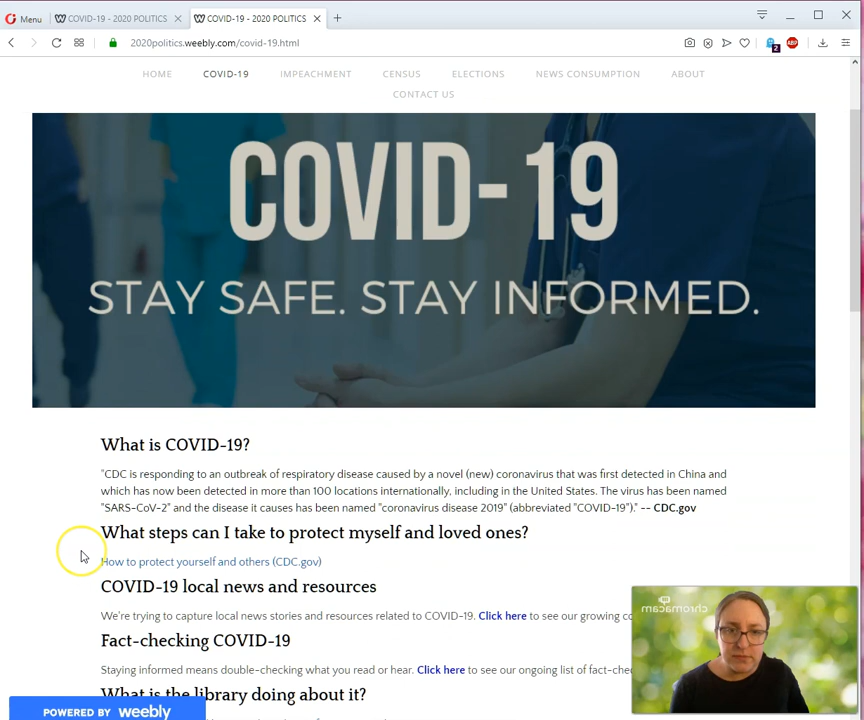 Menu
COVID-19 - 2020 POLITICS
COVID-19 - 2020 POLITICS
2020politics.weebly.com/covid-19.html
2
ABP
HOME
COVID-19
IMPEACHMENT
CENSUS
ELECTIONS
NEWS CONSUMPTION
ABOUT
CONTACT US
COVID-19
STAY SAFE. STAY INFORMED.
What is COVID-19?
"CDC is responding to an outbreak of respiratory disease caused by a novel (new) coronavirus that was first detected in China and
which has now been detected in more than 100 locations internationally, including in the United States. The virus has been named
"SARS-CoV-2" and the disease it causes has been named "coronavirus disease 2019" (abbreviated "COVID-19")." -- CDC.gov
What steps can I take to protect myself and loved ones?
How to protect yourself and others (CDC.gov)
COVID-19 local news and resources
We're trying to capture local news stories and resources related to COVID-19. Click here to see our growing
chromacam
Fact-checking COVID-19
Staying informed means double-checking what you read or hear. Click here to see our ongoing list of
What is the library doing about it?
POWERED BY weebly